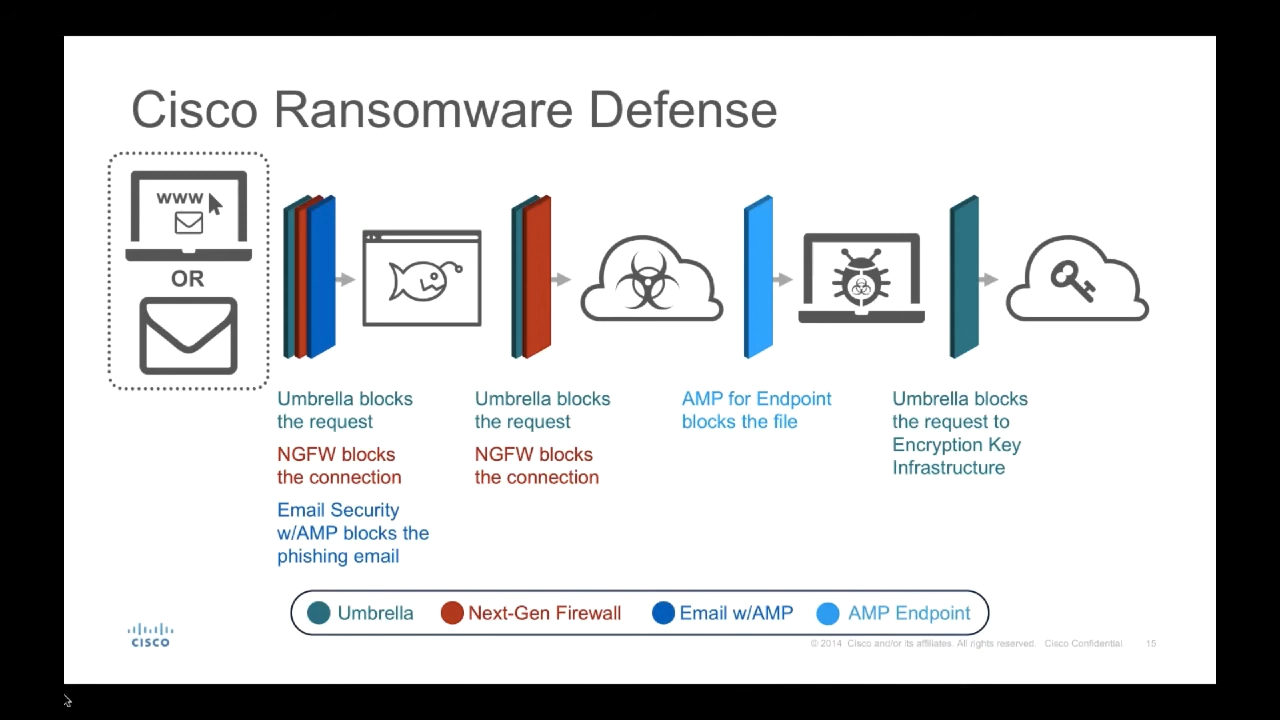 Cisco Ransomware Defense
www
OR
Umbrella blocks
the request
NGFW blocks
the connection
Email Security
w/AMP blocks the
phishing email
Umbrella blocks
the request
NGFW blocks
the connection
AMP for Endpoint
blocks the file
Umbrella blocks
the request to
Encryption Key
Infrastructure
Umbrella Next-Gen Firewall Email w/AMP AMP Endpoint
CISCO
© 2014 Cisco and/or its affiliates. All rights reserved. Cisco Confidential 15